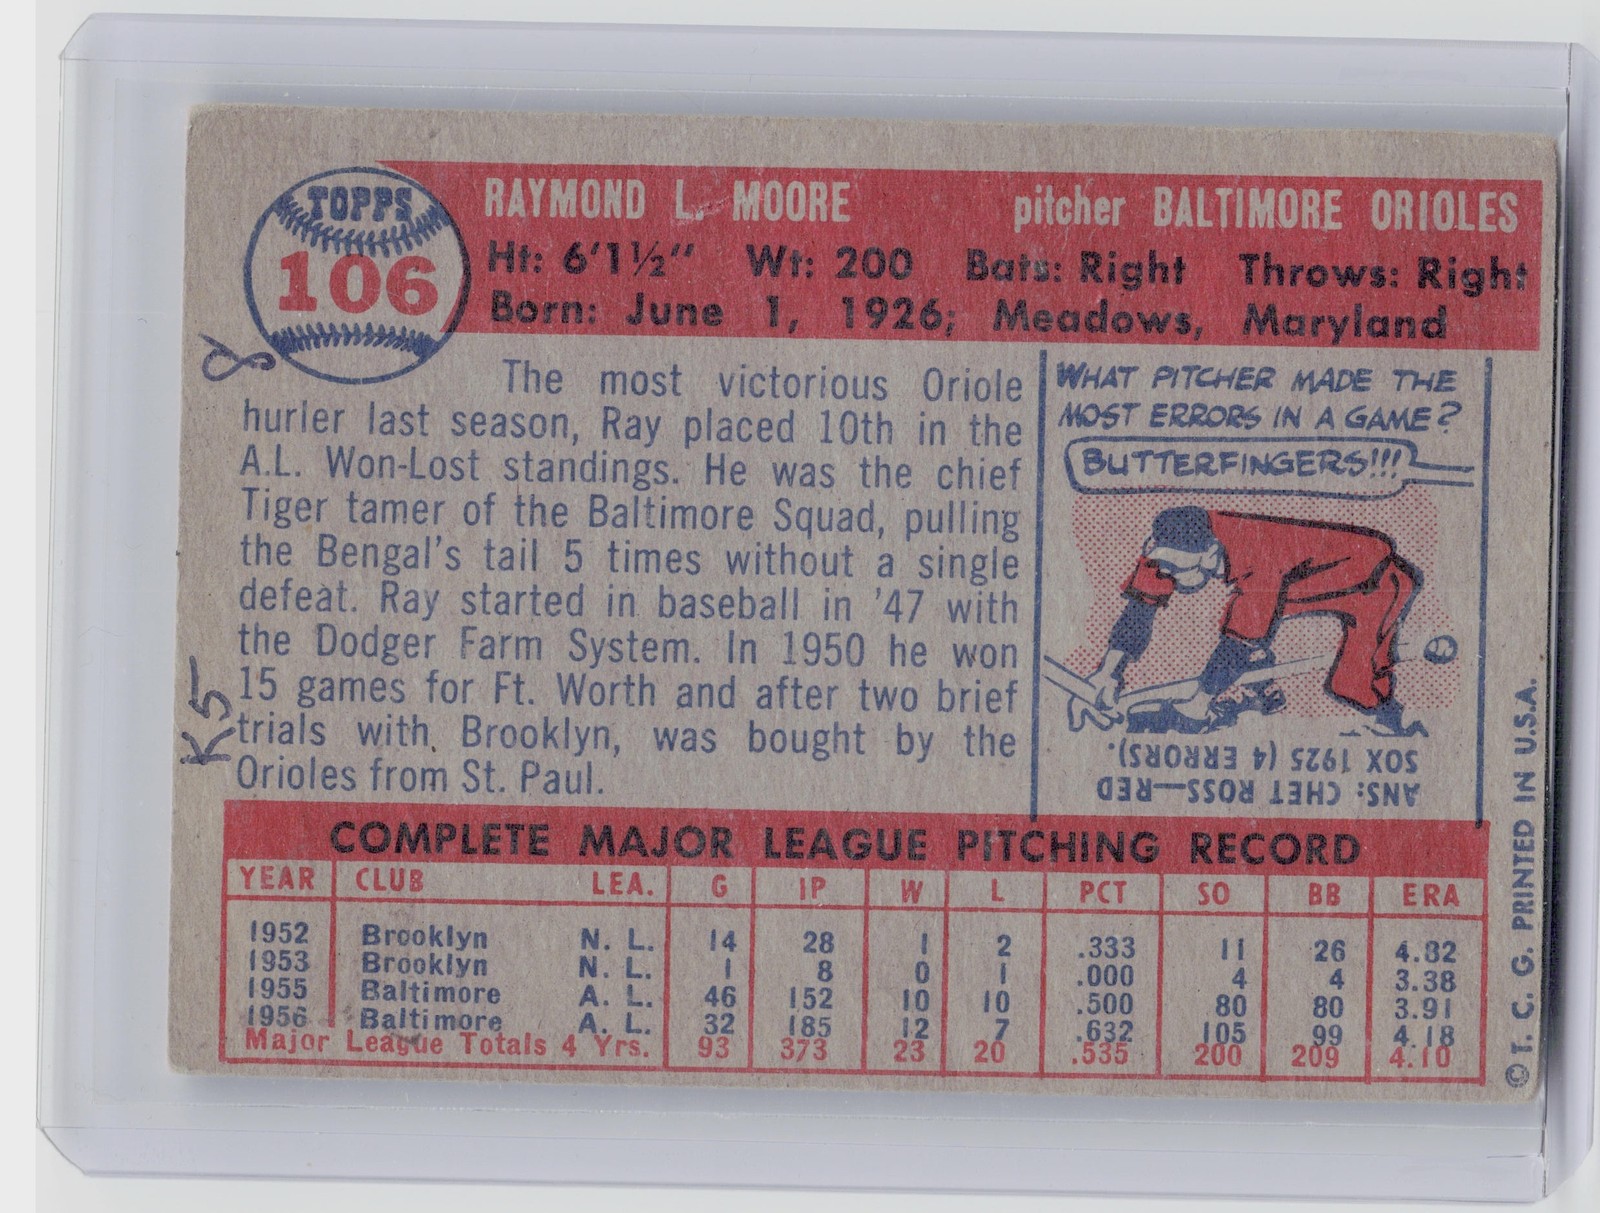 TOPPS
106
RAYMOND L. MOORE pitcher BALTIMORE ORIOLES
Ht: 6'1½" Wt: 200 Bats: Right Throws: Right
Born: June 1, 1926; Meadows, Maryland
8
K5
The most victorious Oriole
hurler last season, Ray placed 10th in the
A.L. Won-Lost standings. He was the chief
Tiger tamer of the Baltimore Squad, pulling
the Bengal's tail 5 times without a single
defeat. Ray started in baseball in '47 with
the Dodger Farm System. In 1950 he won
15 games for Ft. Worth and after two brief
trials with Brooklyn, was bought by the
Orioles from St. Paul.
WHAT PITCHER MADE THE
MOST ERRORS IN A GAME?
BUTTERFINGERS!!!
ANS: CHET ROSS—RED
SOX 1925 (4 ERRORS).
COMPLETE MAJOR LEAGUE PITCHING RECORD
YEAR CLUB LEA. G IP W L PCT SO BB ERA
1952 Brooklyn N. L. 14 28 1 2 .333 11 26 4.82
1953 Brooklyn N. L. 1 8 0 1 .000 4 4 3.38
1955 Baltimore A. L. 46 152 10 10 .500 80 80 3.91
1956 Baltimore A. L. 32 185 12 7 .632 105 99 4.18
Major League Totals 4 Yrs. 93 373 23 20 .535 200 209 4.10
© T. C. G. PRINTED IN U.S.A.